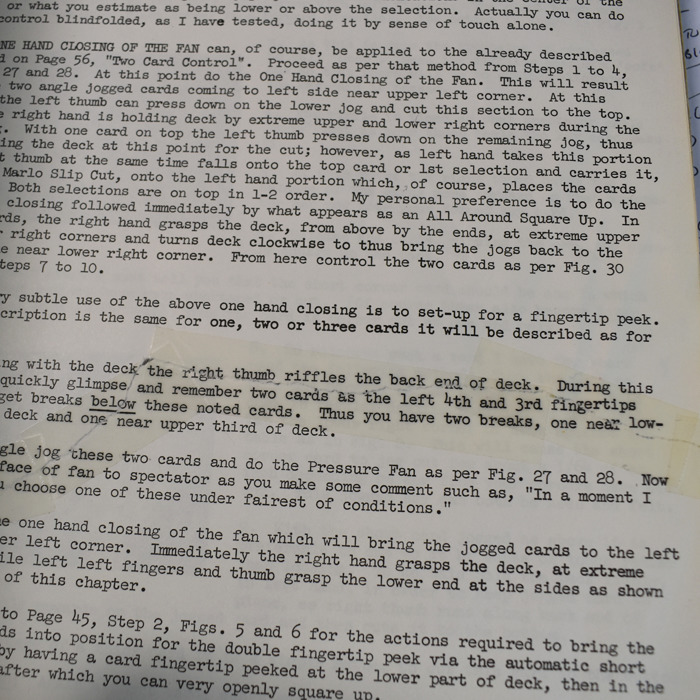 or what you estimate as being lower or above the selection. Actually you can do
control blindfolded, as I have tested, doing it by sense of touch alone.
NE HAND CLOSING OF THE FAN can, of course, be applied to the already described
on Page 56, "Two Card Control". Proceed as per that method from Steps 1 to 4,
27 and 28. At this point do the One Hand Closing of the Fan. This will result
two angle jogged cards coming to left side near upper left corner. At this
the left thumb can press down on the lower jog and cut this section to the top.
right hand is holding deck by extreme upper and lower right corners during the
. With one card on top the left thumb presses down on the remaining jog, thus
ing the deck at this point for the cut; however, as left hand takes this portion
t thumb at the same time falls onto the top card or 1st selection and carries it,
Marlo Slip Cut, onto the left hand portion which, of course, places the cards
Both selections are on top in 1-2 order. My personal preference is to do the
closing followed immediately by what appears as an All Around Square Up. In
rds, the right hand grasps the deck, from above by the ends, at extreme upper
right corners and turns deck clockwise to thus bring the jogs back to the
e near lower right corner. From here control the two cards as per Fig. 30
teps 7 to 10.
y subtle use of the above one hand closing is to set-up for a fingertip peek.
cription is the same for one, two or three cards it will be described as for
ng with the deck the right thumb riffles the back end of deck. During this
quickly glimpse and remember two cards as the left 4th and 3rd fingertips
get breaks below these noted cards. Thus you have two breaks, one near low-
deck and one near upper third of deck.
gle jog these two cards and do the Pressure Fan as per Fig. 27 and 28. Now
face of fan to spectator as you make some comment such as, "In a moment I
choose one of these under fairest of conditions."
e one hand closing of the fan which will bring the jogged cards to the left
er left corner. Immediately the right hand grasps the deck, at extreme
ile left left fingers and thumb grasp the lower end at the sides as shown
of this chapter.
to Page 45, Step 2, Figs. 5 and 6 for the actions required to bring the
ds into position for the double fingertip peek via the automatic short
by having a card fingertip peeked at the lower part of deck, then in the
after which you can very openly square up.